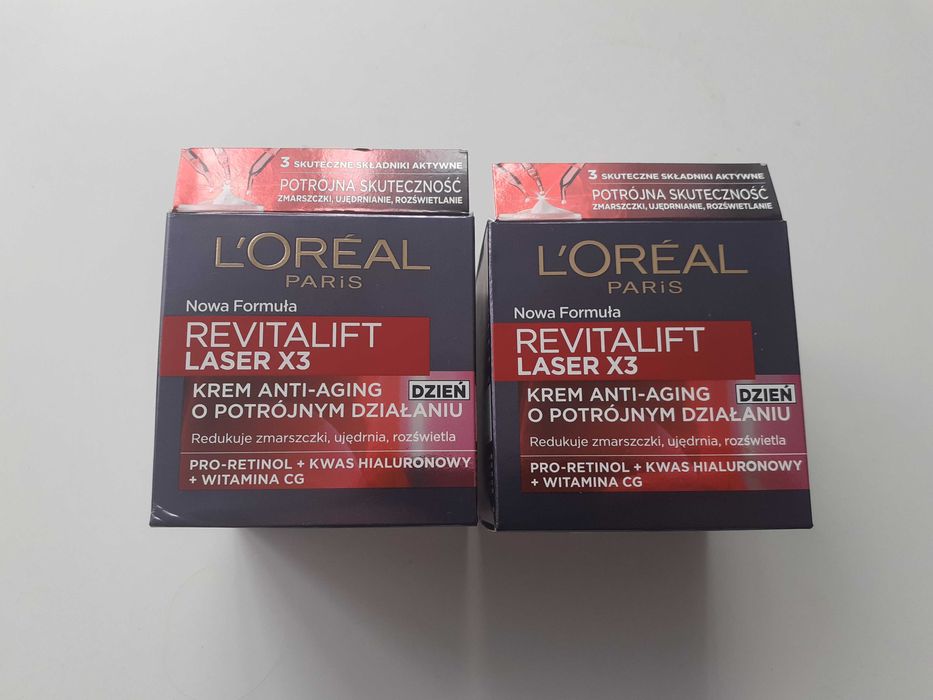 3 SKUTECZNE SKŁADNIKI AKTYWNE
POTRÓJNA SKUTECZNOŚĆ
ZMARSZCZKI, UJĘDRNIANIE, ROZŚWIETLANIE
L'ORÉAL
PARiS
Nowa Formuła
REVITALIFT
LASER X3
KREM ANTI-AGING DZIEŃ
O POTRÓJNYM DZIAŁANIU
Redukuje zmarszczki, ujędrnia, rozświetla
PRO-RETINOL + KWAS HIALURONOWY
+ WITAMINA CG
3 SKUTECZNE SKŁADNIKI AKTYWNE
POTRÓJNA SKUTECZNOŚĆ
ZMARSZCZKI, UJĘDRNIANIE, ROZŚWIETLANIE
L'ORÉAL
PARiS
Nowa Formuła
REVITALIFT
LASER X3
KREM ANTI-AGING DZIEŃ
O POTRÓJNYM DZIAŁANIU
Redukuje zmarszczki, ujędrnia, rozświetla
PRO-RETINOL + KWAS HIALURONOWY
+ WITAMINA CG